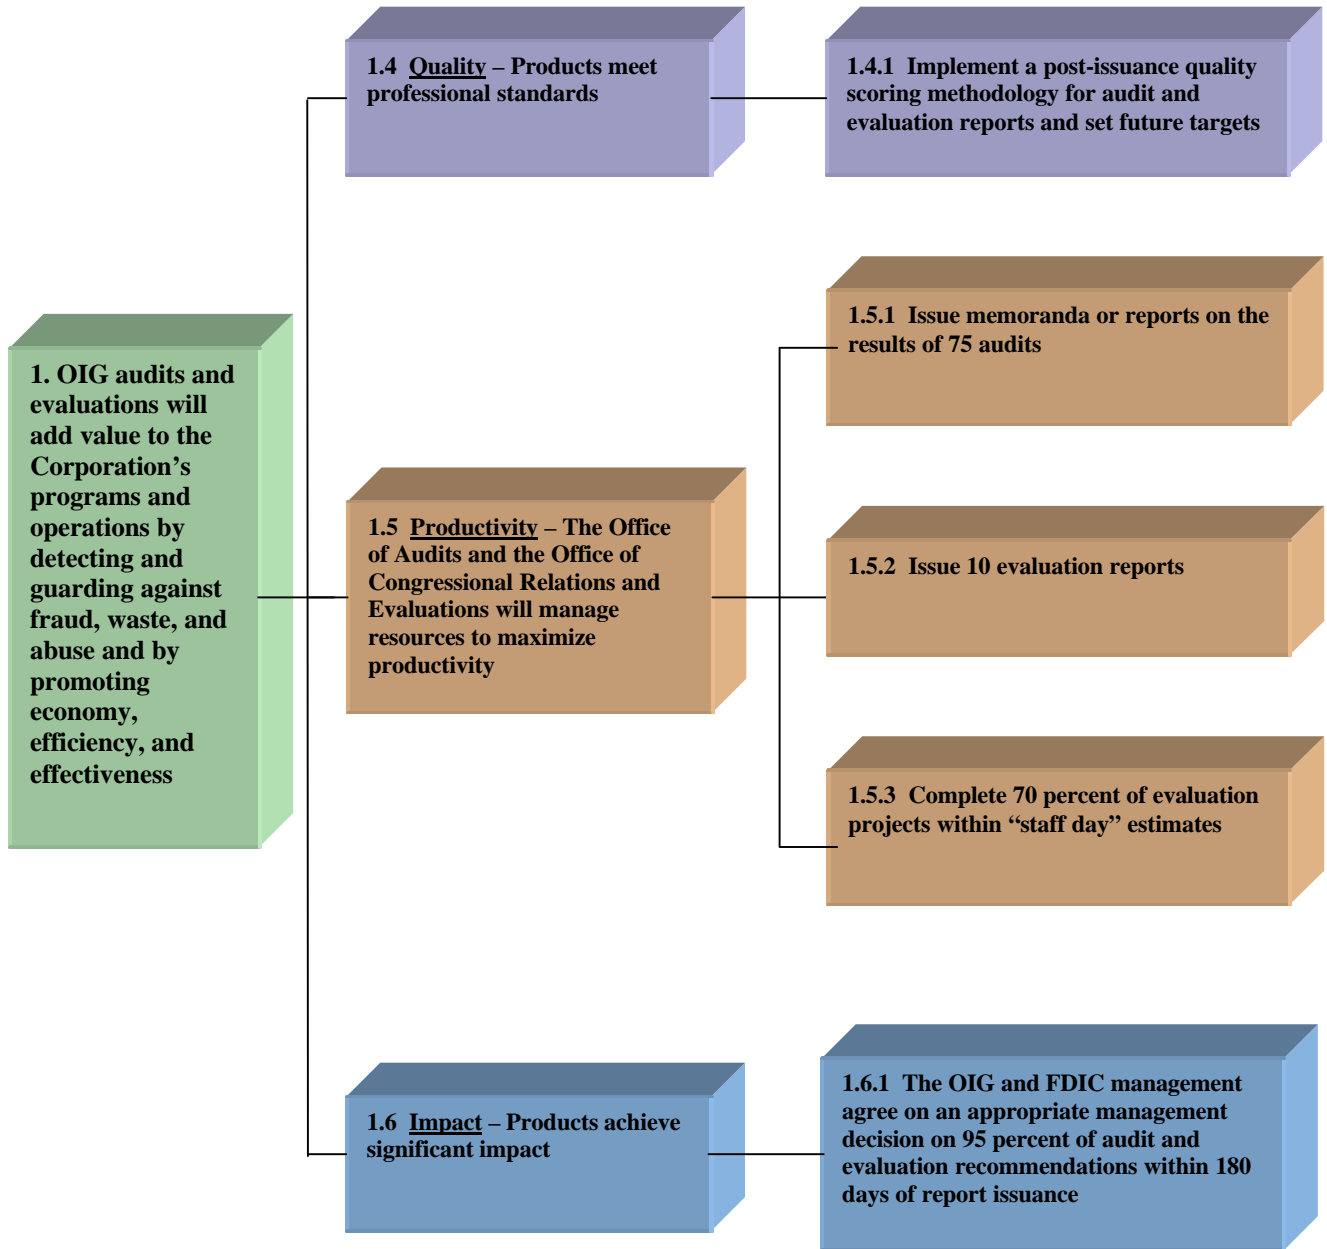 1.4 Quality – Products meet
professional standards
1.4.1 Implement a post-issuance quality
scoring methodology for audit and
evaluation reports and set future targets
1. OIG audits and
evaluations will
add value to the
Corporation’s
programs and
operations by
detecting and
guarding against
fraud, waste, and
abuse and by
promoting
economy,
efficiency, and
effectiveness
1.5 Productivity – The Office
of Audits and the Office of
Congressional Relations and
Evaluations will manage
resources to maximize
productivity
1.5.1 Issue memoranda or reports on the
results of 75 audits
1.5.2 Issue 10 evaluation reports
1.5.3 Complete 70 percent of evaluation
projects within “staff day” estimates
1.6 Impact – Products achieve
significant impact
1.6.1 The OIG and FDIC management
agree on an appropriate management
decision on 95 percent of audit and
evaluation recommendations within 180
days of report issuance